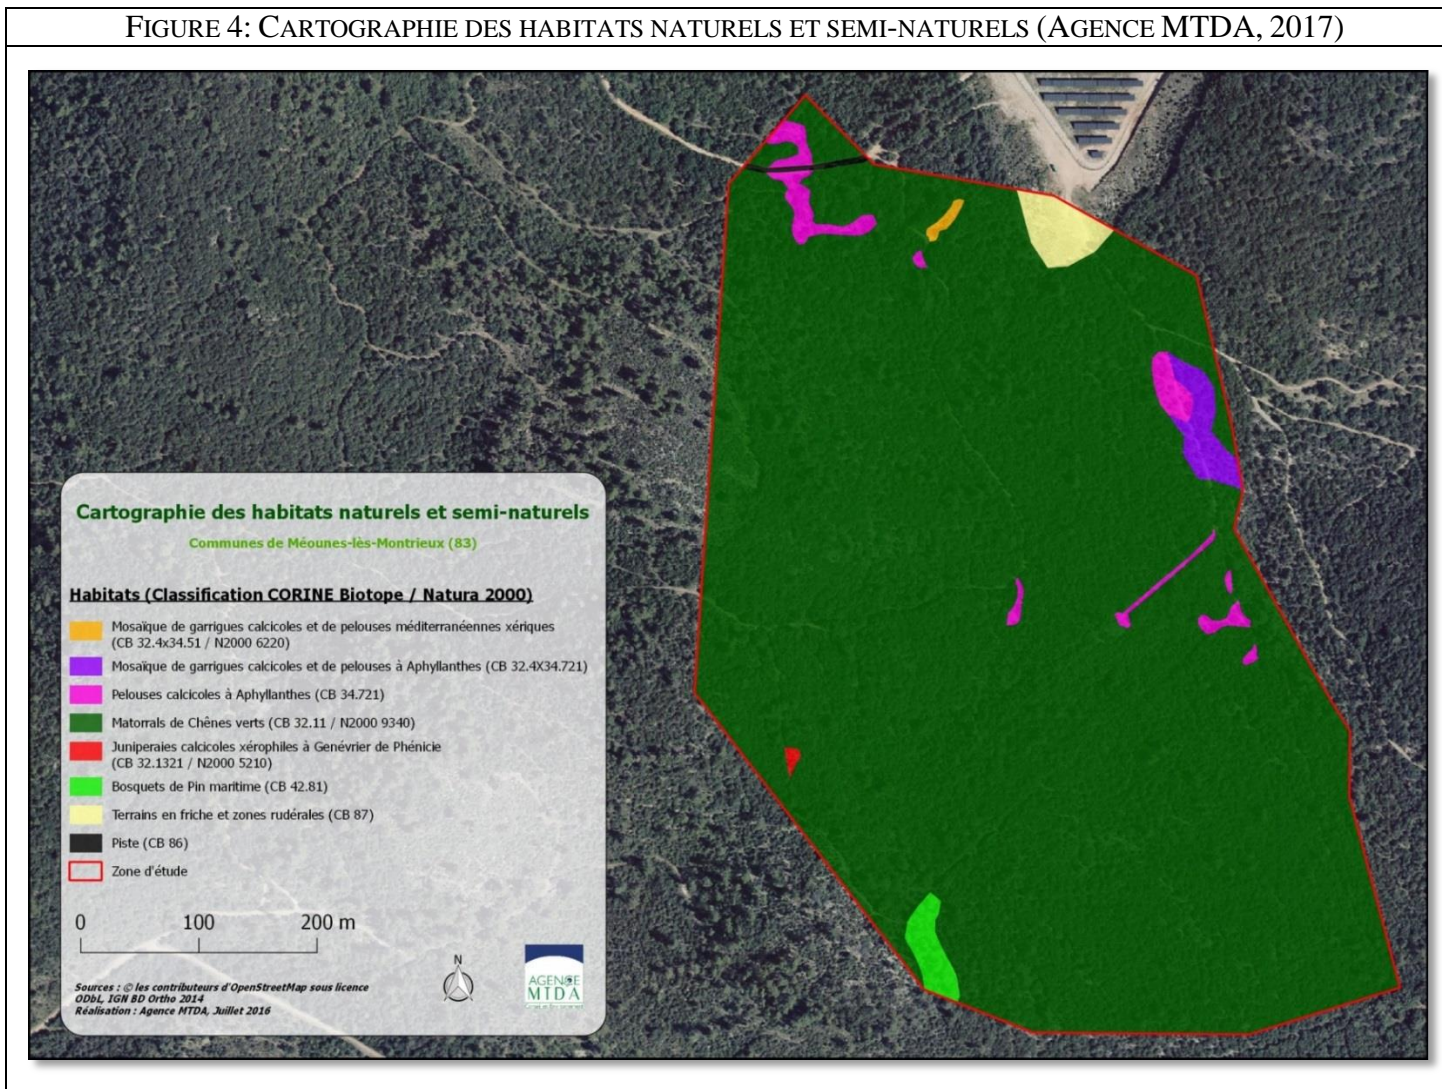 FIGURE 4: CARTOGRAPHIE DES HABITATS NATURELS ET SEMI-NATURELS (AGENCE MTDA, 2017)
Cartographie des habitats naturels et semi-naturels
Communes de Méounes-lès-Montrieux (83)
Habitats (Classification CORINE Biotope / Natura 2000)
Mosaïque de garrigues calcicoles et de pelouses méditerranéennes xériques
(CB 32.4x34.51 / N2000 6220)
Mosaïque de garrigues calcicoles et de pelouses à Aphyllanthes (CB 32.4X34.721)
Pelouses calcicoles à Aphyllanthes (CB 34.721)
Matorrals de Chênes verts (CB 32.11 / N2000 9340)
Juniperaies calcicoles xérophiles à Genévrier de Phénicie
(CB 32.1321 / N2000 5210)
Bosquets de Pin maritime (CB 42.81)
Terrains en friche et zones rudérales (CB 87)
Piste (CB 86)
Zone d'étude
0 100 200 m
N
AGENCE
MTDA
Sources : © les contributeurs d'OpenStreetMap sous licence
ODbL, IGN BD Ortho 2014
Réalisation : Agence MTDA, Juillet 2016